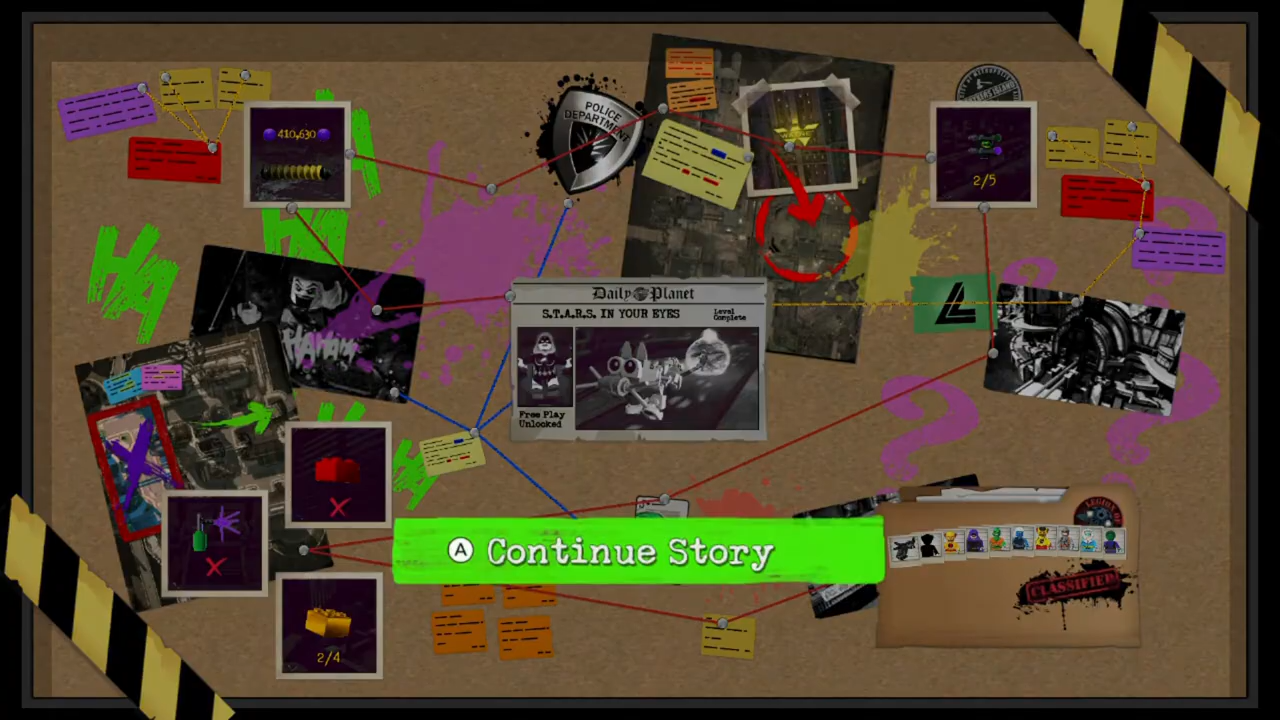 410,630
POLICE
DEPARTMENT
2/5
HA
HA
Daily Planet
S.T.A.R.S. IN YOUR EYES
Level
Complete
Free Play
Unlocked
A Continue Story
2/4
CLASSIFIED